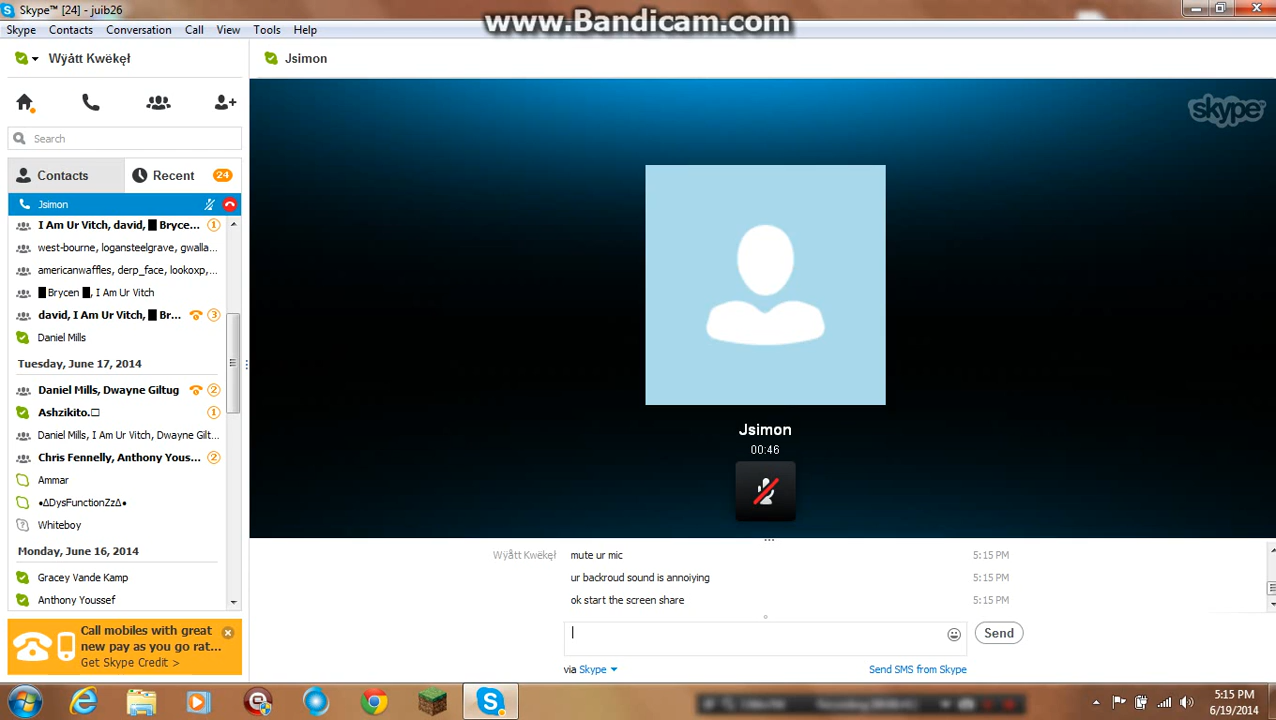 Skype™ [24] - juib26
www.Bandicam.com
Skype Contacts Conversation Call View Tools Help
Wÿått Kwëkęł
Jsimon
skype
Search
Contacts
Recent 24
Jsimon
I Am Ur Vitch, david, █ Bryce... 1
west-bourne, logansteelgrave, gwalla...
americanwaffles, derp_face, lookoxp,...
█ Brycen █, I Am Ur Vitch
david, I Am Ur Vitch, █ Br... 3
Daniel Mills
Tuesday, June 17, 2014
Daniel Mills, Dwayne Giltug 2
Ashzikito.□ 1
Daniel Mills, I Am Ur Vitch, Dwayne Gilt...
Chris Fennelly, Anthony Yous... 2
Ammar
•∆DysFunctionZz∆•
Whiteboy
Monday, June 16, 2014
Gracey Vande Kamp
Anthony Youssef
Call mobiles with great
new pay as you go rat...
Get Skype Credit >
Jsimon
00:46
Wÿått Kwëkęł mute ur mic 5:15 PM
ur backroud sound is annoiying 5:15 PM
ok start the screen share 5:15 PM
Send
via Skype
Send SMS from Skype
5:15 PM
6/19/2014